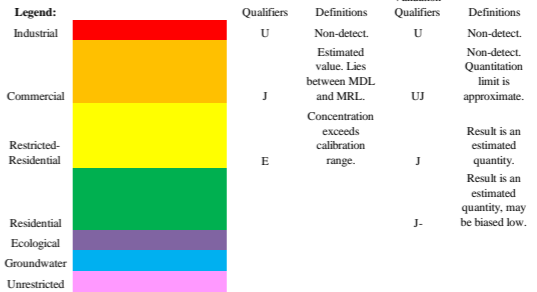 Legend: Qualifiers Definitions Qualifiers Definitions
Industrial U Non-detect. U Non-detect.
Estimated Non-detect.
value. Lies Quantitation
between MDL limit is
Commercial J and MRL. UJ approximate.
Concentration
exceeds Result is an
Restricted- calibration estimated
Residential E range. J quantity.
Result is an
estimated
quantity, may
Residential J- be biased low.
Ecological
Groundwater
Unrestricted